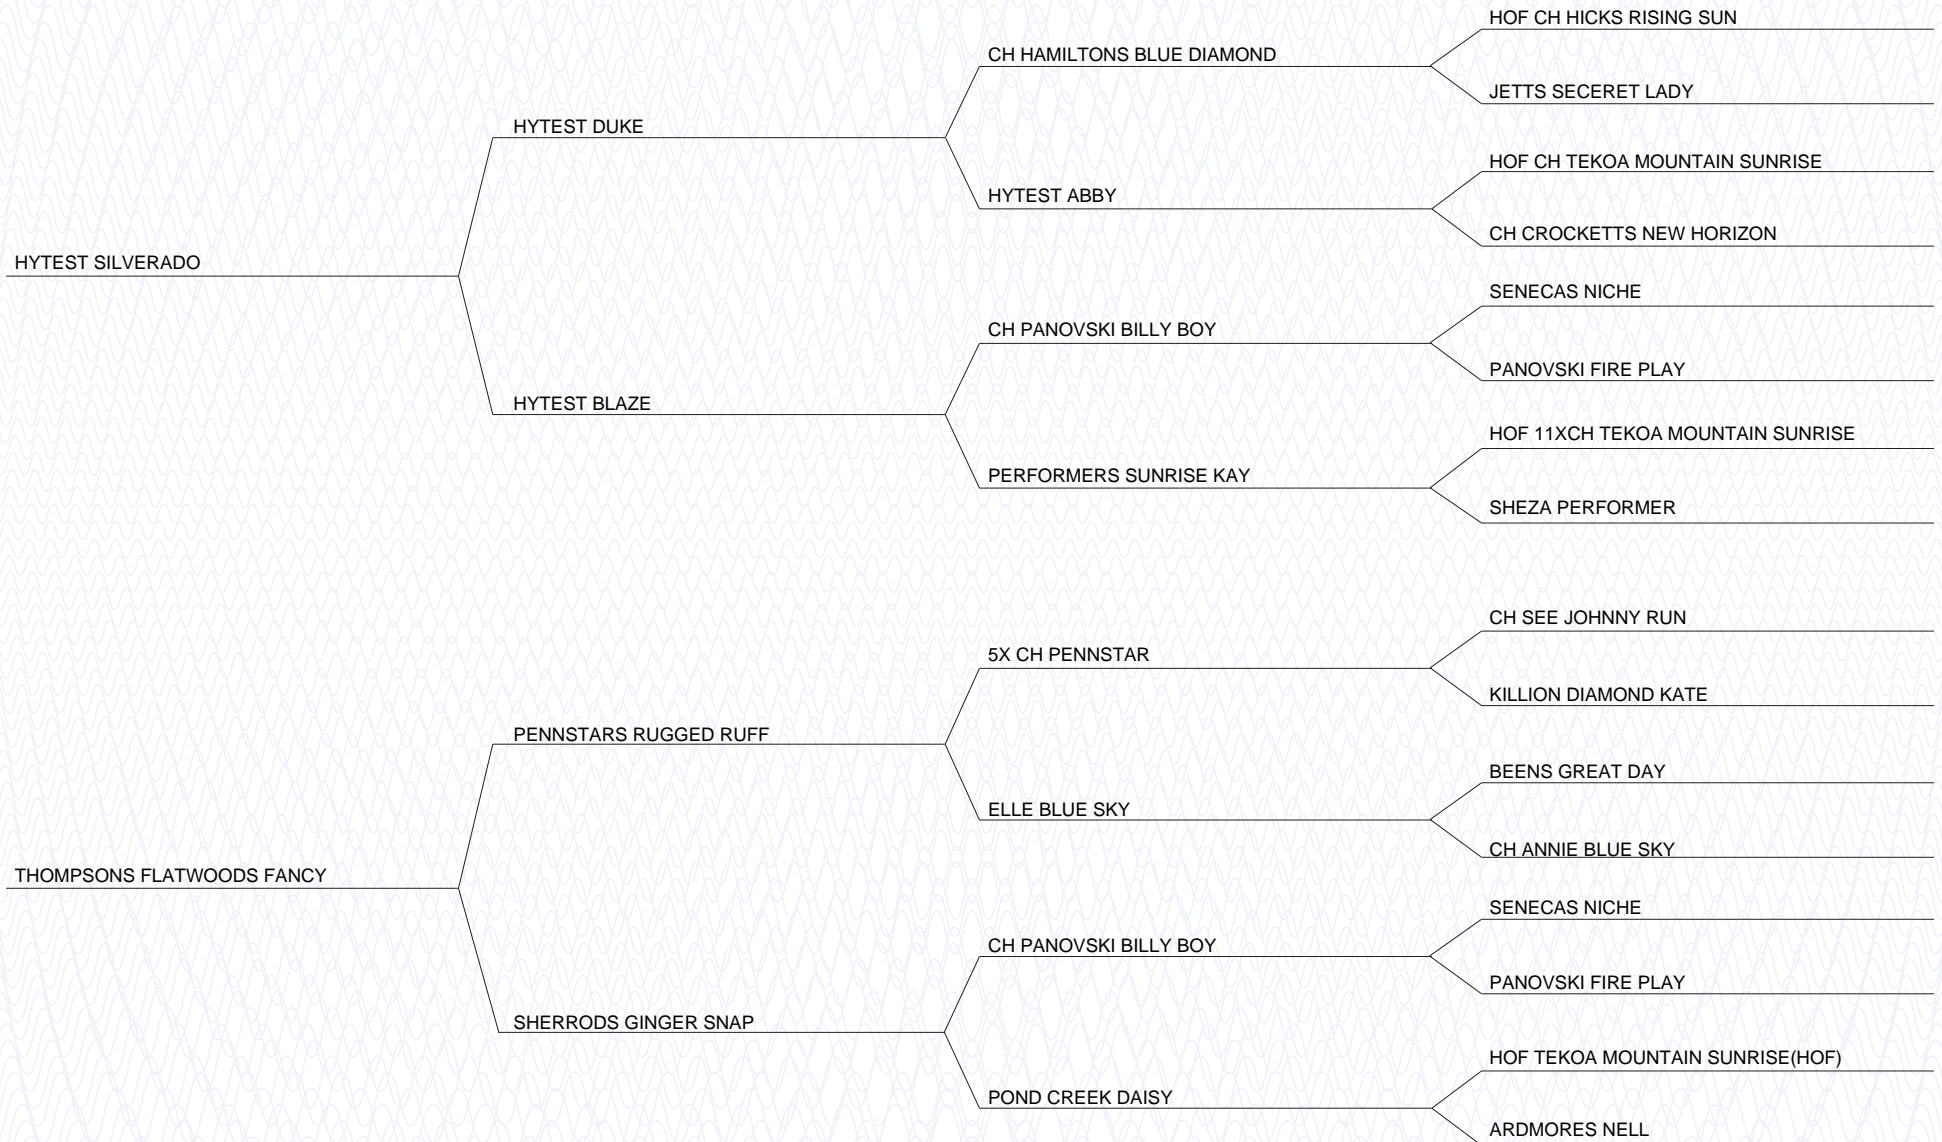 HOF CH HICKS RISING SUN
CH HAMILTONS BLUE DIAMOND
JETTS SECERET LADY
HYTEST DUKE
HOF CH TEKOA MOUNTAIN SUNRISE
HYTEST ABBY
CH CROCKETTS NEW HORIZON
HYTEST SILVERADO
SENECAS NICHE
CH PANOVSKI BILLY BOY
PANOVSKI FIRE PLAY
HYTEST BLAZE
HOF 11XCH TEKOA MOUNTAIN SUNRISE
PERFORMERS SUNRISE KAY
SHEZA PERFORMER
CH SEE JOHNNY RUN
5X CH PENNSTAR
KILLION DIAMOND KATE
PENNSTARS RUGGED RUFF
BEENS GREAT DAY
ELLE BLUE SKY
CH ANNIE BLUE SKY
THOMPSONS FLATWOODS FANCY
SENECAS NICHE
CH PANOVSKI BILLY BOY
PANOVSKI FIRE PLAY
SHERRODS GINGER SNAP
HOF TEKOA MOUNTAIN SUNRISE(HOF)
POND CREEK DAISY
ARDMORES NELL